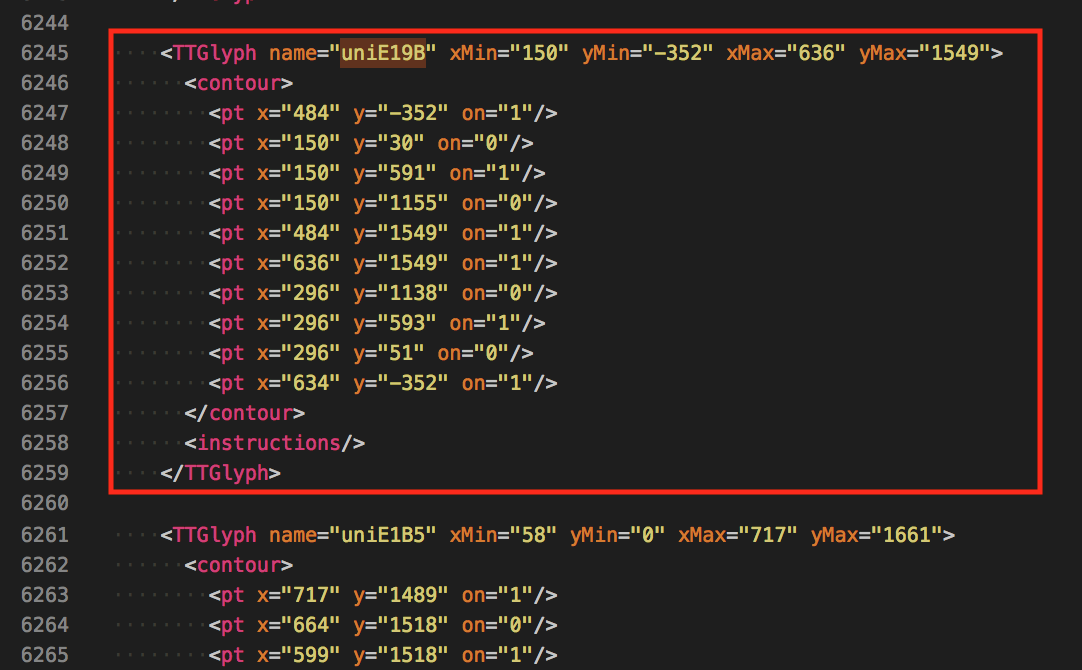 6244
6245 <TTGlyph name="uniE19B" xMin="150" yMin="-352" xMax="636" yMax="1549">
6246 <contour>
6247 <pt x="484" y="-352" on="1"/>
6248 <pt x="150" y="30" on="0"/>
6249 <pt x="150" y="591" on="1"/>
6250 <pt x="150" y="1155" on="0"/>
6251 <pt x="484" y="1549" on="1"/>
6252 <pt x="636" y="1549" on="1"/>
6253 <pt x="296" y="1138" on="0"/>
6254 <pt x="296" y="593" on="1"/>
6255 <pt x="296" y="51" on="0"/>
6256 <pt x="634" y="-352" on="1"/>
6257 </contour>
6258 <instructions/>
6259 </TTGlyph>
6260
6261 <TTGlyph name="uniE1B5" xMin="58" yMin="0" xMax="717" yMax="1661">
6262 <contour>
6263 <pt x="717" y="1489" on="1"/>
6264 <pt x="664" y="1518" on="0"/>
6265 <pt x="599" y="1518" on="1"/>